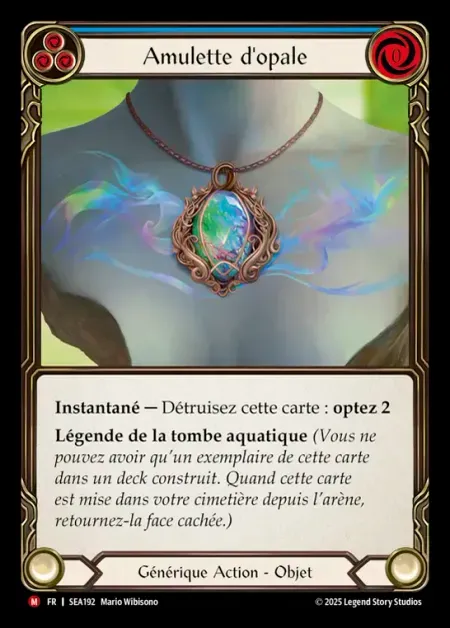 Amulette d'opale
0
Instantané — Détruisez cette carte : optez 2
Légende de la tombe aquatique (Vous ne
pouvez avoir qu'un exemplaire de cette carte
dans un deck construit. Quand cette carte
est mise dans votre cimetière depuis l'arène,
retournez-la face cachée.)
Générique Action - Objet
M FR | SEA192 Mario Wibisono © 2025 Legend Story Studios